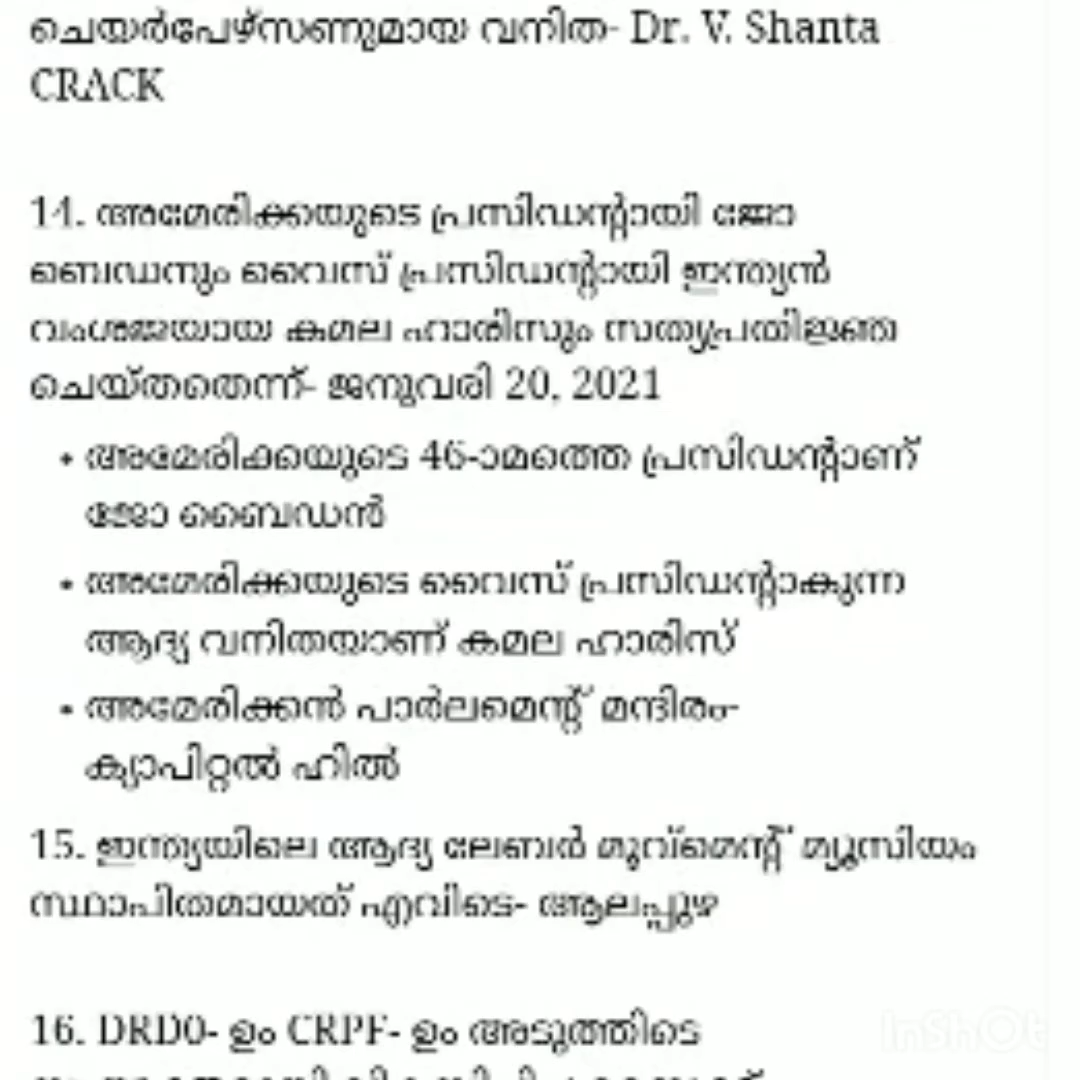 ചെയർപേഴ്സണുമായ വനിത- Dr. V. Shanta
CRACK
14. അമേരിക്കയുടെ പ്രസിഡന്റായി ജോ
ബെഡനും വൈസ് പ്രസിഡന്റായി ഇന്ത്യൻ
വംശജയായ കമല ഹാരിസും സത്യപ്രതിജ്ഞ
ചെയ്തതെന്ന്- ജനുവരി 20, 2021
• അമേരിക്കയുടെ 46-ാമത്തെ പ്രസിഡന്റാണ്
ജോ ബൈഡൻ
• അമേരിക്കയുടെ വൈസ് പ്രസിഡന്റാകുന്ന
ആദ്യ വനിതയാണ് കമല ഹാരിസ്
• അമേരിക്കൻ പാർലമെന്റ് മന്ദിരം-
ക്യാപിറ്റൽ ഹിൽ
15. ഇന്ത്യയിലെ ആദ്യ ലേബർ മൂവ്മെന്റ് മ്യൂസിയം
സ്ഥാപിതമായത് എവിടെ- ആലപ്പുഴ
16. DRDO- ഉം CRPF- ഉം അടുത്തിടെ
InShOt